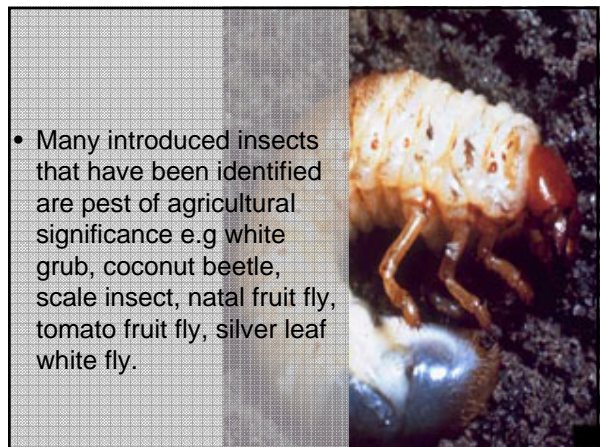 • Many introduced insects
that have been identified
are pest of agricultural
significance e.g white
grub, coconut beetle,
scale insect, natal fruit fly,
tomato fruit fly, silver leaf
white fly.